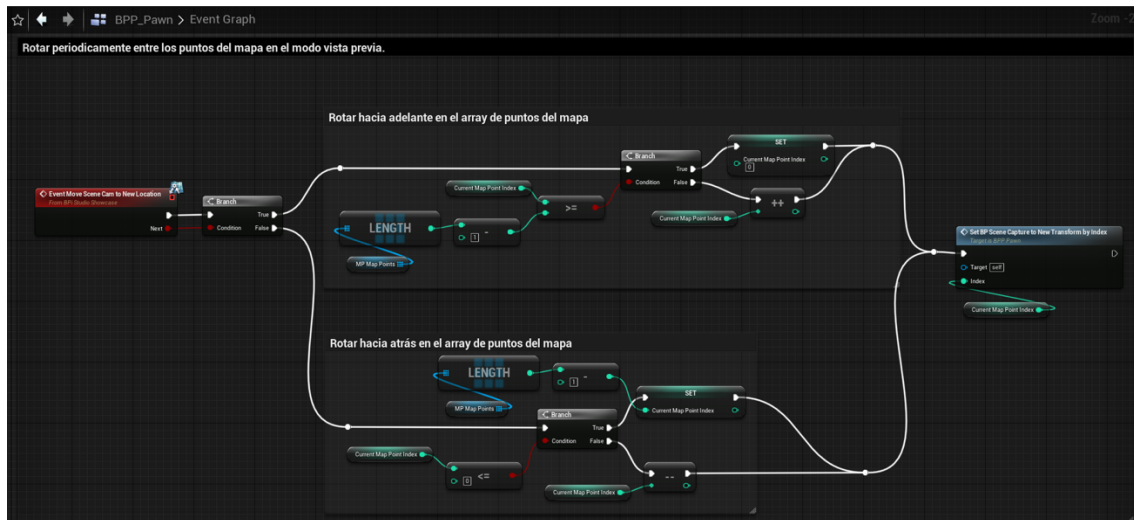 BPP_Pawn > Event Graph
Zoom -2
Rotar periodicamente entre los puntos del mapa en el modo vista previa.
Rotar hacia adelante en el array de puntos del mapa
SET
Current Map Point Index
0
Branch
True
Condition False
Current Map Point Index
>=
++
Current Map Point Index
LENGTH
1 -
MP Map Points
Event Move Scene Cam to New Location
From BPI Studio Showcase
Next
Branch
True
Condition False
Set BP Scene Capture to New Transform by Index
Target is BPP Pawn
Target self
Index
Current Map Point Index
Rotar hacia atrás en el array de puntos del mapa
LENGTH
1 -
MP Map Points
SET
Current Map Point Index
Branch
True
Condition False
Current Map Point Index
0 <=
--
Current Map Point Index